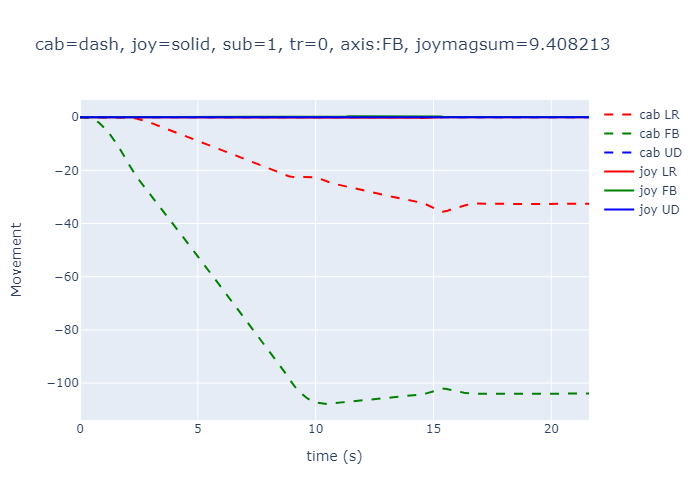 cab=dash, joy=solid, sub=1, tr=0, axis:FB, joymagsum=9.408213
cab LR
cab FB
cab UD
joy LR
joy FB
joy UD
Movement
0
−20
−40
−60
−80
−100
0 5 10 15 20
time (s)